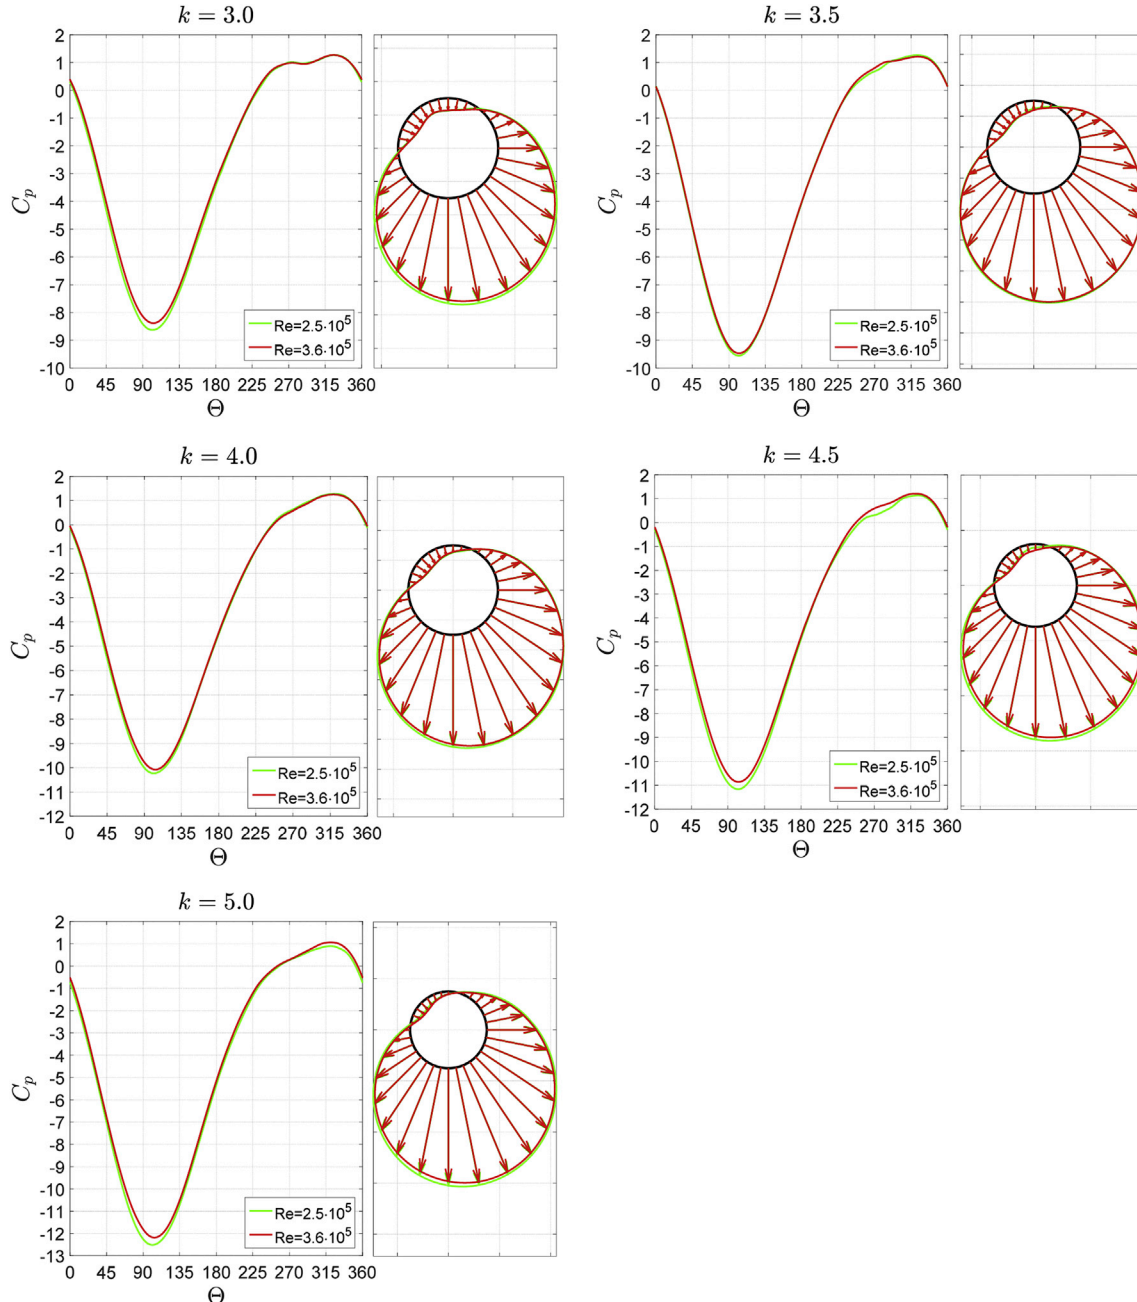 k = 3.0
2
1
0
-1
-2
-3
-4
-5
-6
-7
-8
-9
-10
C_p
0 45 90 135 180 225 270 315 360
Θ
Re=2.5·10^5
Re=3.6·10^5
k = 3.5
2
1
0
-1
-2
-3
-4
-5
-6
-7
-8
-9
-10
C_p
0 45 90 135 180 225 270 315 360
Θ
Re=2.5·10^5
Re=3.6·10^5
k = 4.0
2
1
0
-1
-2
-3
-4
-5
-6
-7
-8
-9
-10
-11
-12
C_p
0 45 90 135 180 225 270 315 360
Θ
Re=2.5·10^5
Re=3.6·10^5
k = 4.5
2
1
0
-1
-2
-3
-4
-5
-6
-7
-8
-9
-10
-11
-12
C_p
0 45 90 135 180 225 270 315 360
Θ
Re=2.5·10^5
Re=3.6·10^5
k = 5.0
2
1
0
-1
-2
-3
-4
-5
-6
-7
-8
-9
-10
-11
-12
-13
C_p
0 45 90 135 180 225 270 315 360
Θ
Re=2.5·10^5
Re=3.6·10^5